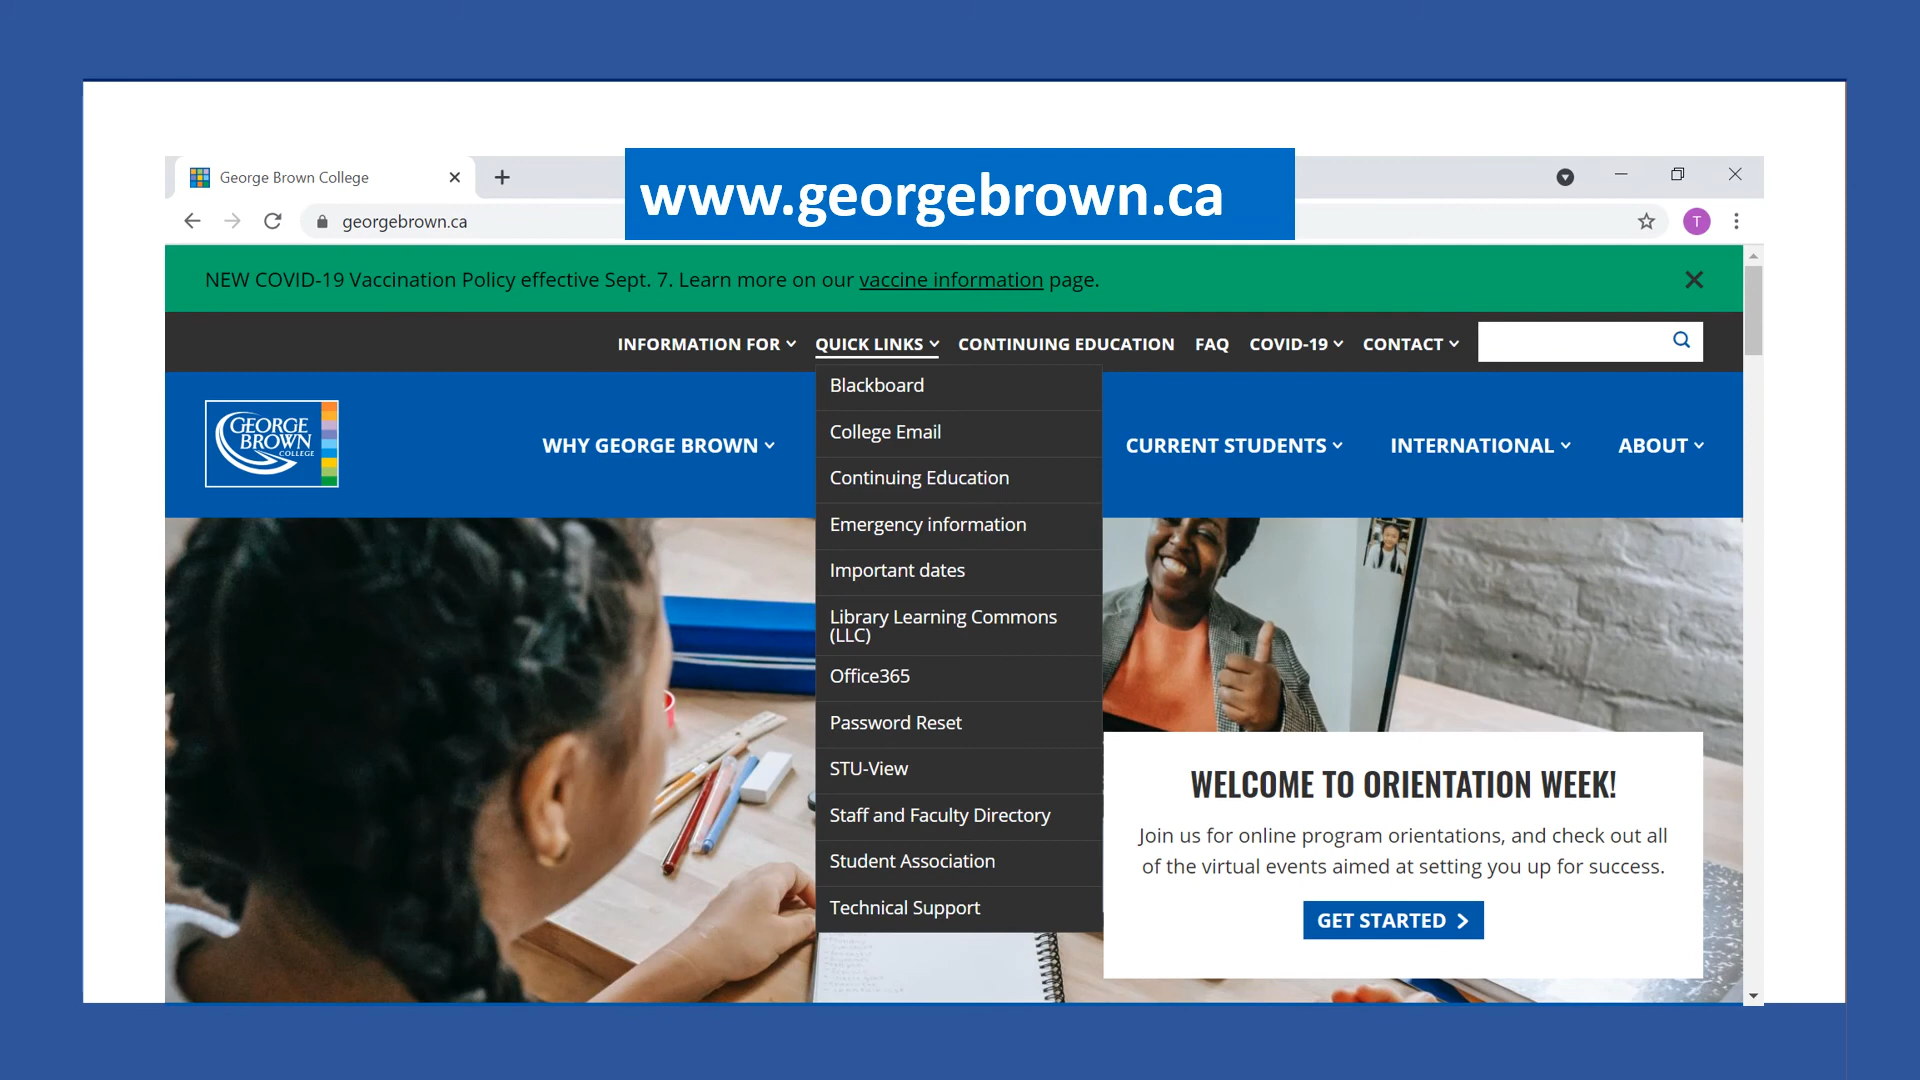 George Brown College
www.georgebrown.ca
georgebrown.ca
T
NEW COVID-19 Vaccination Policy effective Sept. 7. Learn more on our vaccine information page.
INFORMATION FOR QUICK LINKS CONTINUING EDUCATION FAQ COVID-19 CONTACT
GEORGE
BROWN
COLLEGE
WHY GEORGE BROWN CURRENT STUDENTS INTERNATIONAL ABOUT
Blackboard
College Email
Continuing Education
Emergency information
Important dates
Library Learning Commons
(LLC)
Office365
Password Reset
STU-View
Staff and Faculty Directory
Student Association
Technical Support
WELCOME TO ORIENTATION WEEK!
Join us for online program orientations, and check out all
of the virtual events aimed at setting you up for success.
GET STARTED